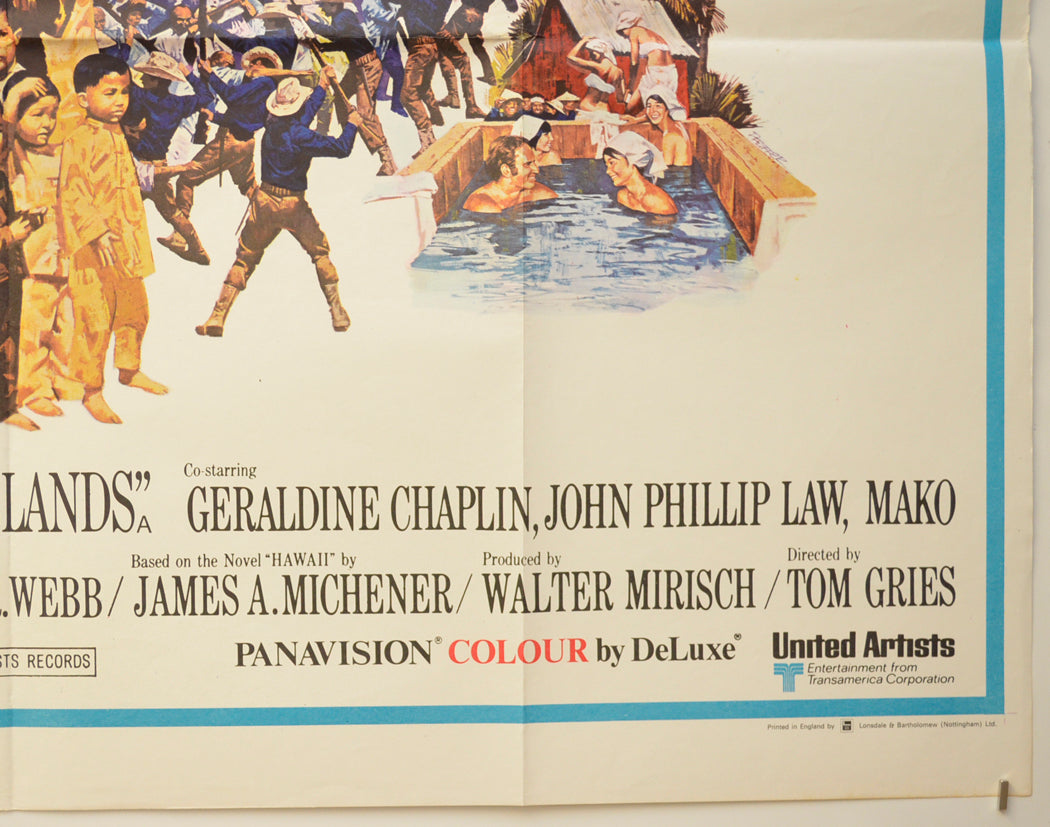 LANDS” A
Co-starring
GERALDINE CHAPLIN, JOHN PHILLIP LAW, MAKO
Based on the Novel “HAWAII” by
Produced by
Directed by
. WEBB / JAMES A. MICHENER / WALTER MIRISCH / TOM GRIES
STS RECORDS
PANAVISION® COLOUR by DeLuxe®
United Artists
Entertainment from
Transamerica Corporation
Printed in England by Lonsdale & Bartholomew (Nottingham) Ltd.